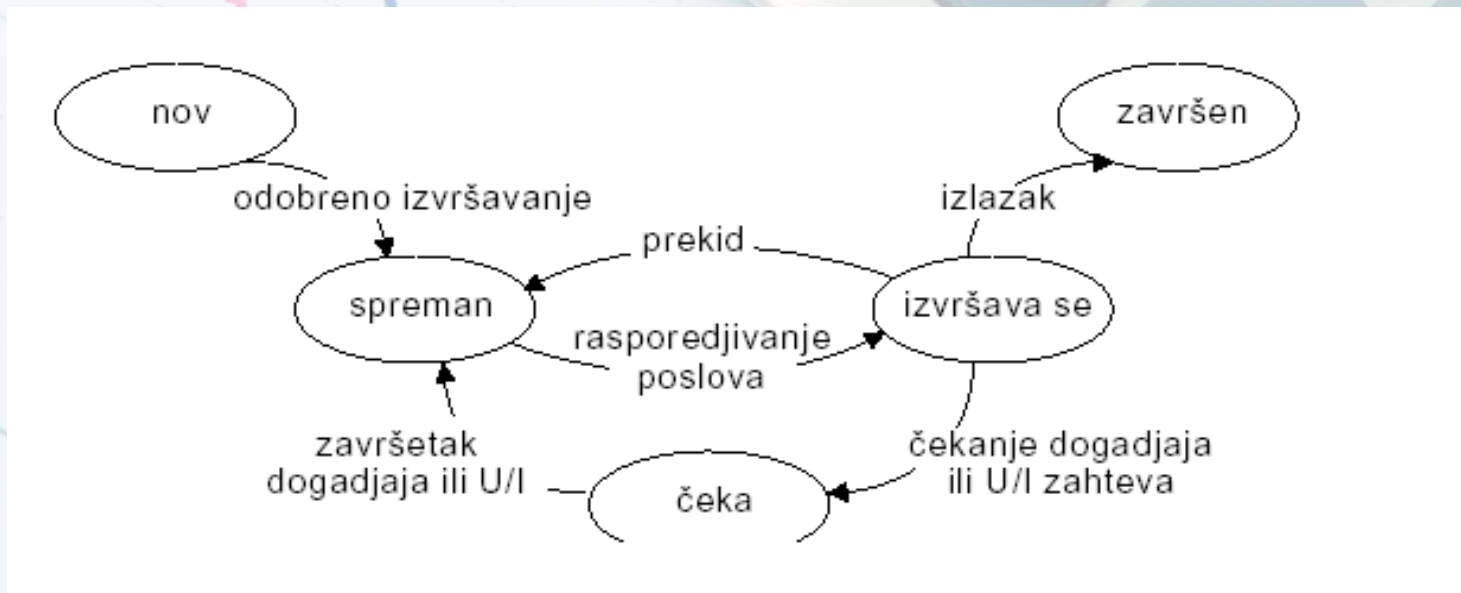 nov
završen
odobreno izvršavanje
izlazak
prekid
spreman
izvršava se
rasporedjivanje
poslova
završetak
dogadjaja ili U/I
čekanje dogadjaja
ili U/I zahteva
čeka